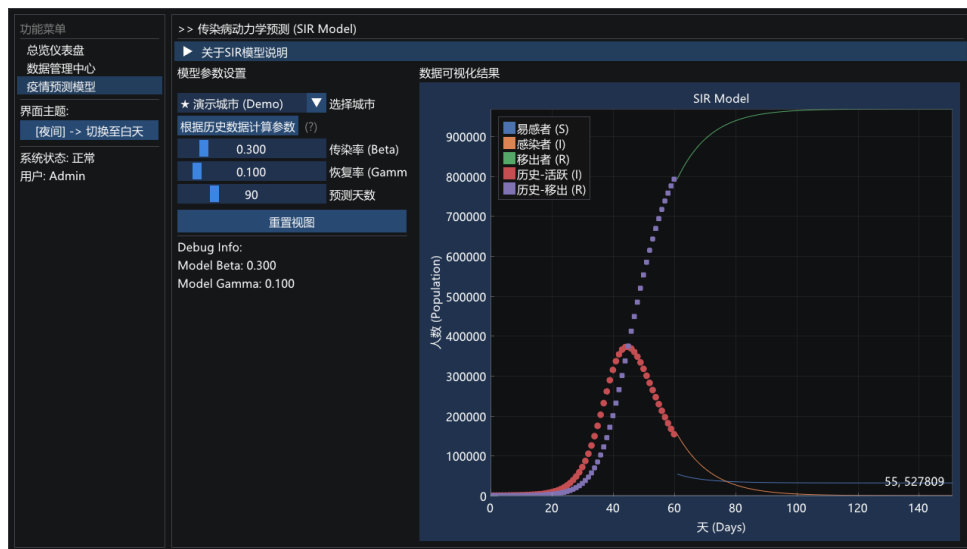 功能菜单
总览仪表盘
数据管理中心
疫情预测模型
界面主题:
[夜间] -> 切换至白天
系统状态: 正常
用户: Admin
>> 传染病动力学预测 (SIR Model)
关于SIR模型说明
模型参数设置
★ 演示城市 (Demo)
选择城市
根据历史数据计算参数 (?)
0.300
传染率 (Beta)
0.100
恢复率 (Gamm
90
预测天数
重置视图
Debug Info:
Model Beta: 0.300
Model Gamma: 0.100
数据可视化结果
SIR Model
易感者 (S)
感染者 (I)
移出者 (R)
历史-活跃 (I)
历史-移出 (R)
人数 (Population)
900000
800000
700000
600000
500000
400000
300000
200000
100000
0
55, 527809
0 20 40 60 80 100 120 140
天 (Days)